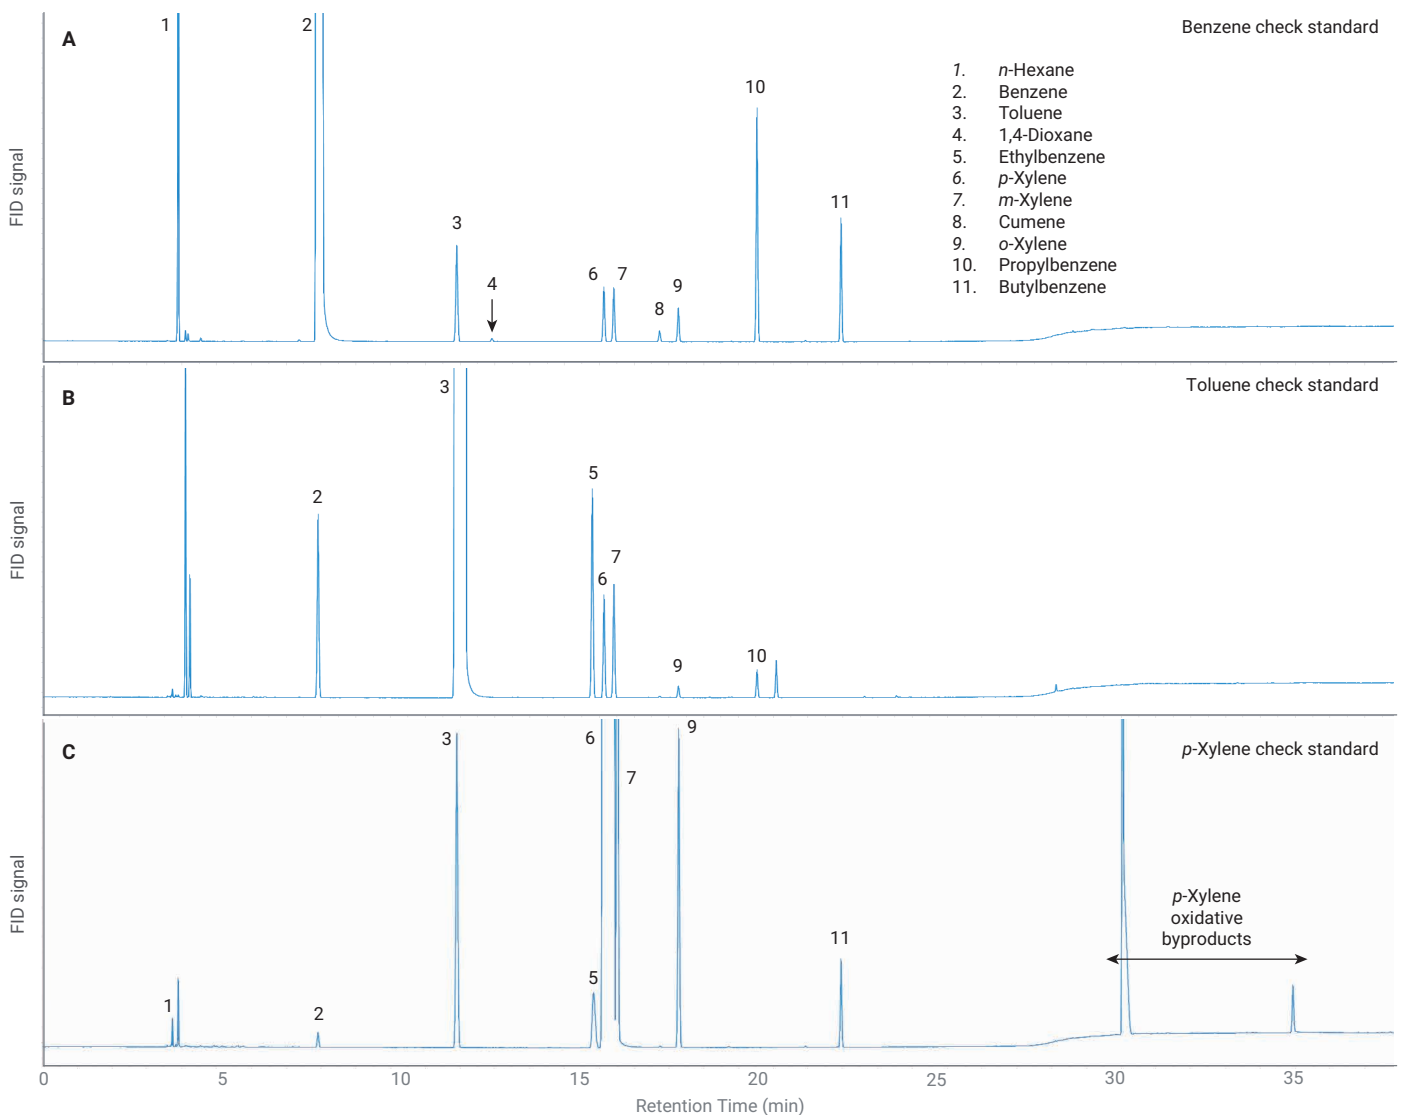 A
Benzene check standard
1
2
3
4
6
7
8
9
10
11
1. n-Hexane
2. Benzene
3. Toluene
4. 1,4-Dioxane
5. Ethylbenzene
6. p-Xylene
7. m-Xylene
8. Cumene
9. o-Xylene
10. Propylbenzene
11. Butylbenzene
FID signal
B
Toluene check standard
2
3
5
6
7
9
10
FID signal
C
p-Xylene check standard
1
2
3
5
6
7
9
11
p-Xylene
oxidative
byproducts
FID signal
0 5 10 15 20 25 30 35
Retention Time (min)